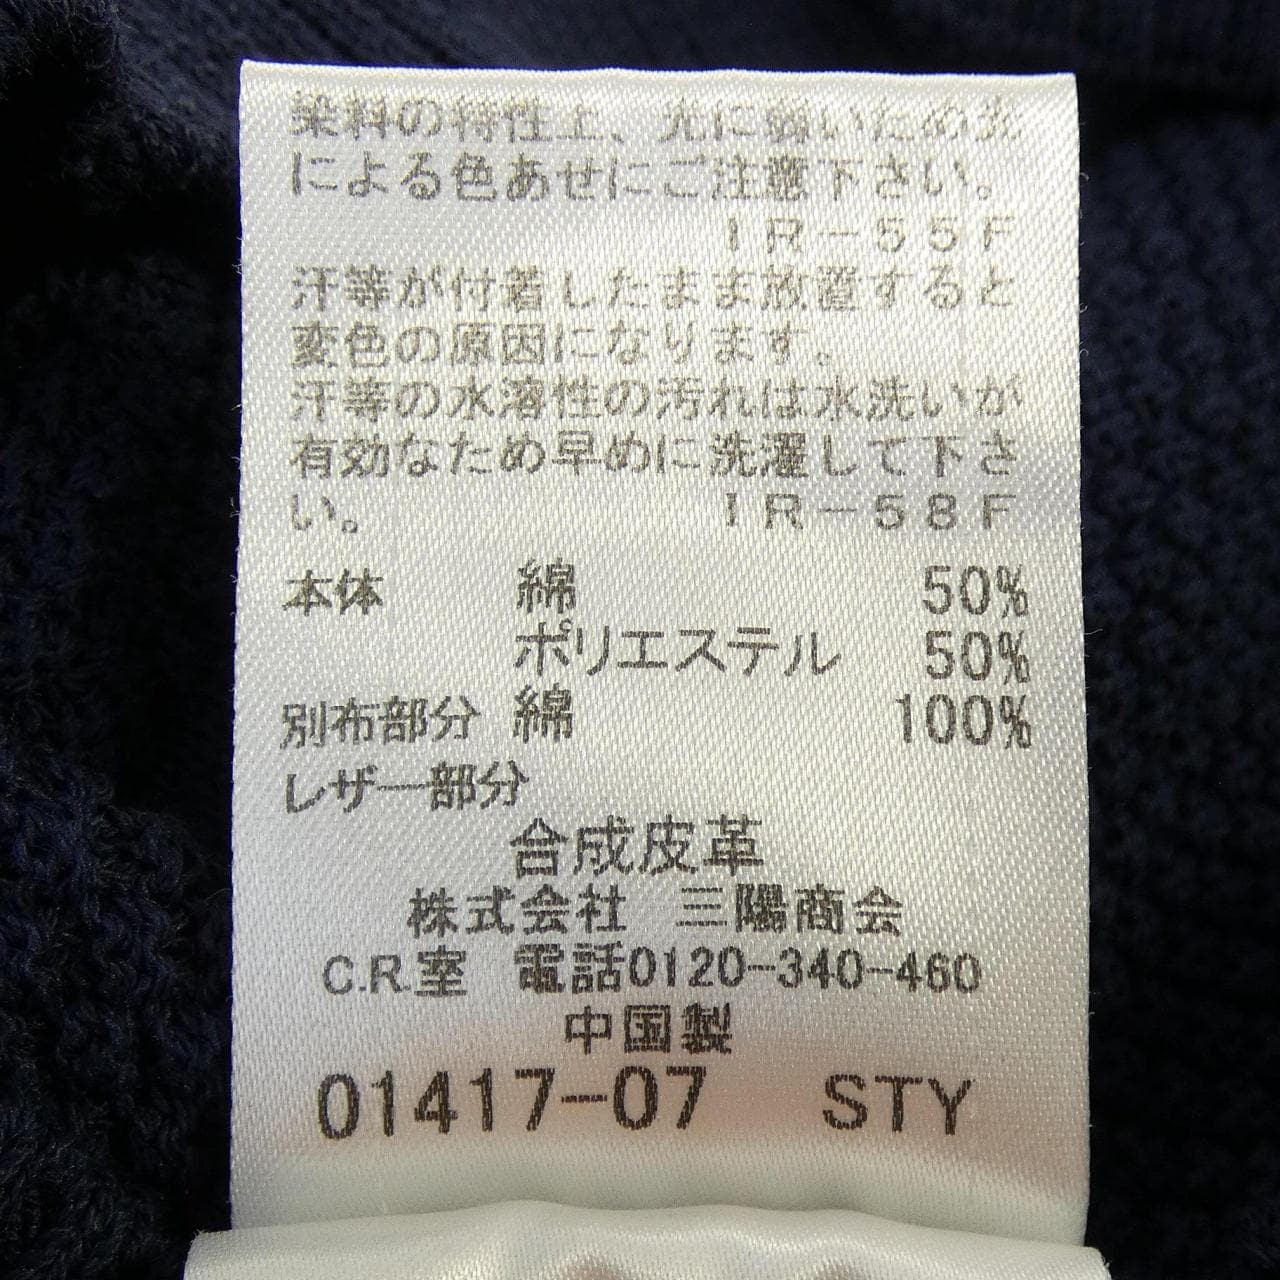 染料の特性上、光に弱いため光
による色あせにご注意下さい。
IR-55F
汗等が付着したまま放置すると
変色の原因になります。
汗等の水溶性の汚れは水洗いが
有効なため早めに洗濯して下さ
い。 IR-58F
本体 綿 50%
ポリエステル 50%
別布部分 綿 100%
レザー部分
合成皮革
株式会社 三陽商会
C.R.室 電話0120-340-460
中国製
01417-07 STY